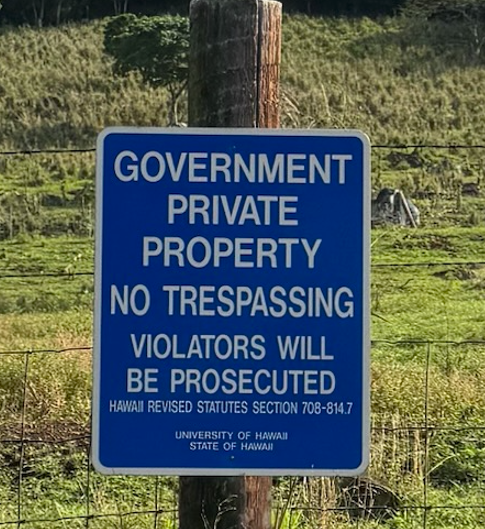 GOVERNMENT
PRIVATE
PROPERTY
NO TRESPASSING
VIOLATORS WILL
BE PROSECUTED
HAWAII REVISED STATUTES SECTION 708-814.7
UNIVERSITY OF HAWAII
STATE OF HAWAII